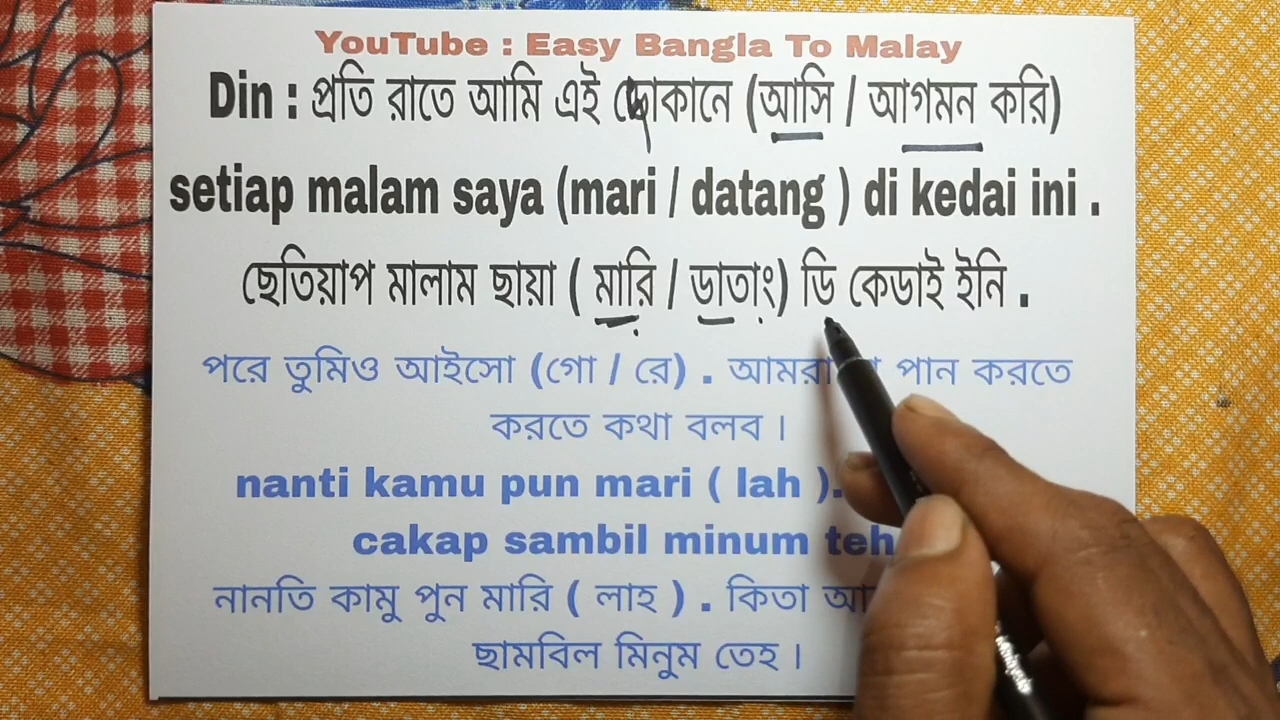 YouTube : Easy Bangla To Malay
Din : প্রতি রাতে আমি এই দোকানে (আসি / আগমন করি)
setiap malam saya (mari / datang ) di kedai ini .
ছেতিয়াপ মালাম ছায়া ( মারি / ডাতাং) ডি কেডাই ইনি .
পরে তুমিও আইসো (গো / রে) . পান করতে
করতে কথা বলব ।
nanti kamu pun mari ( lah ).
cakap sambil minum teh
নানতি কামু পুন মারি ( লাহ ) . কিতা
ছামবিল মিনুম তেহ ।